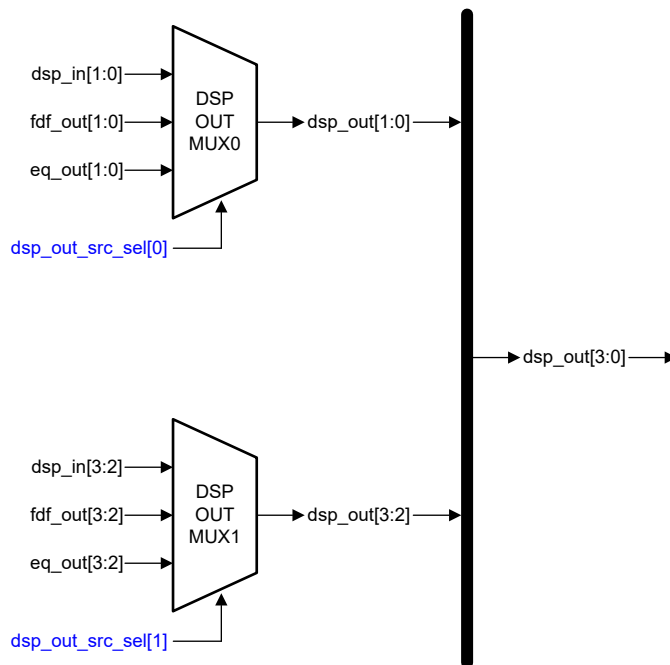 dsp_in[1:0]
fdf_out[1:0]
eq_out[1:0]
DSP
OUT
MUX0
dsp_out[1:0]
dsp_out_src_sel[0]
dsp_out[3:0]
dsp_in[3:2]
fdf_out[3:2]
eq_out[3:2]
DSP
OUT
MUX1
dsp_out[3:2]
dsp_out_src_sel[1]